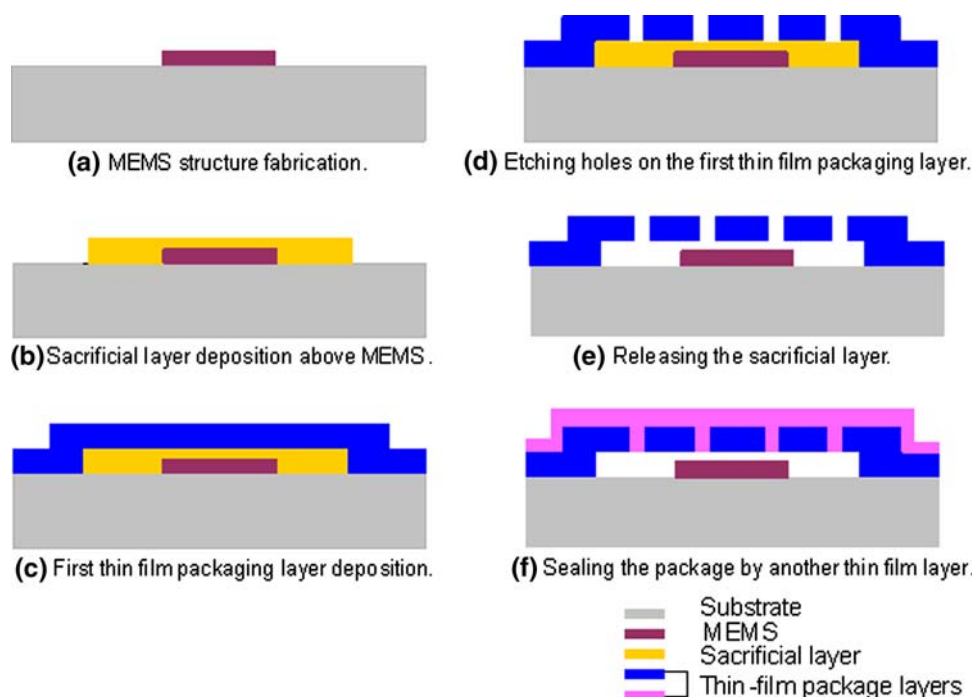 (a) MEMS structure fabrication.
(b) Sacrificial layer deposition above MEMS.
(c) First thin film packaging layer deposition.
(d) Etching holes on the first thin film packaging layer.
(e) Releasing the sacrificial layer.
(f) Sealing the package by another thin film layer.
Substrate
MEMS
Sacrificial layer
Thin-film package layers